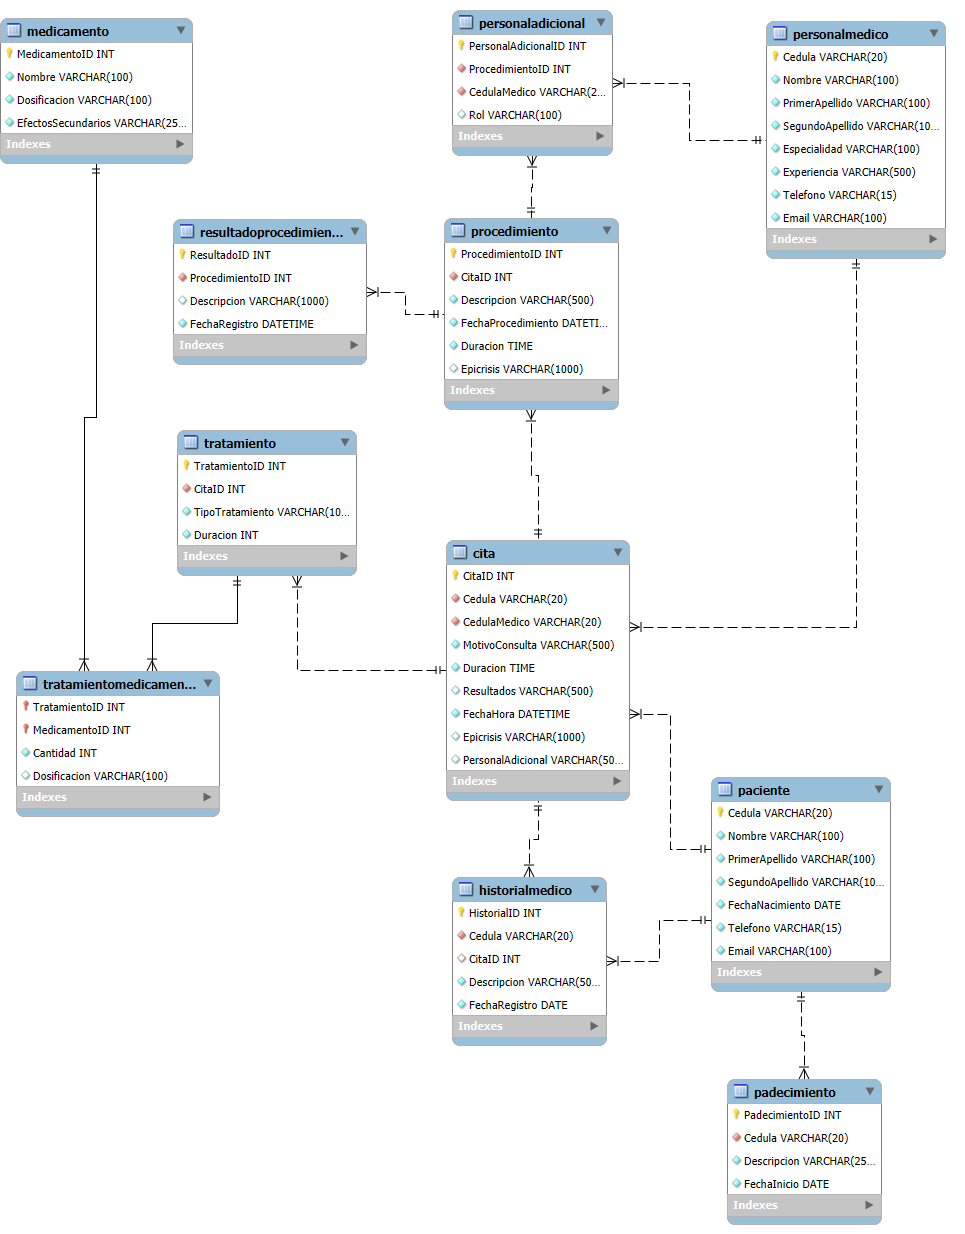 medicamento
MedicamentoID INT
Nombre VARCHAR(100)
Dosificacion VARCHAR(100)
EfectosSecundarios VARCHAR(25...
Indexes
personaladicional
PersonalAdicionalID INT
ProcedimientoID INT
CedulaMedico VARCHAR(2...
Rol VARCHAR(100)
Indexes
personalmedico
Cedula VARCHAR(20)
Nombre VARCHAR(100)
PrimerApellido VARCHAR(100)
SegundoApellido VARCHAR(10...
Especialidad VARCHAR(100)
Experiencia VARCHAR(500)
Telefono VARCHAR(15)
Email VARCHAR(100)
Indexes
resultadoprocedimien...
ResultadoID INT
ProcedimientoID INT
Descripcion VARCHAR(1000)
FechaRegistro DATETIME
Indexes
procedimiento
ProcedimientoID INT
CitaID INT
Descripcion VARCHAR(500)
FechaProcedimiento DATETI...
Duracion TIME
Epicrisis VARCHAR(1000)
Indexes
tratamiento
TratamientoID INT
CitaID INT
TipoTratamiento VARCHAR(10...
Duracion INT
Indexes
cita
CitaID INT
Cedula VARCHAR(20)
CedulaMedico VARCHAR(20)
MotivoConsulta VARCHAR(500)
Duracion TIME
Resultados VARCHAR(500)
FechaHora DATETIME
Epicrisis VARCHAR(1000)
PersonalAdicional VARCHAR(50...
Indexes
tratamientomedicamen...
TratamientoID INT
MedicamentoID INT
Cantidad INT
Dosificacion VARCHAR(100)
Indexes
paciente
Cedula VARCHAR(20)
Nombre VARCHAR(100)
PrimerApellido VARCHAR(100)
SegundoApellido VARCHAR(10...
FechaNacimiento DATE
Telefono VARCHAR(15)
Email VARCHAR(100)
Indexes
historialmedico
HistorialID INT
Cedula VARCHAR(20)
CitaID INT
Descripcion VARCHAR(50...
FechaRegistro DATE
Indexes
padecimiento
PadecimientoID INT
Cedula VARCHAR(20)
Descripcion VARCHAR(25...
FechaInicio DATE
Indexes